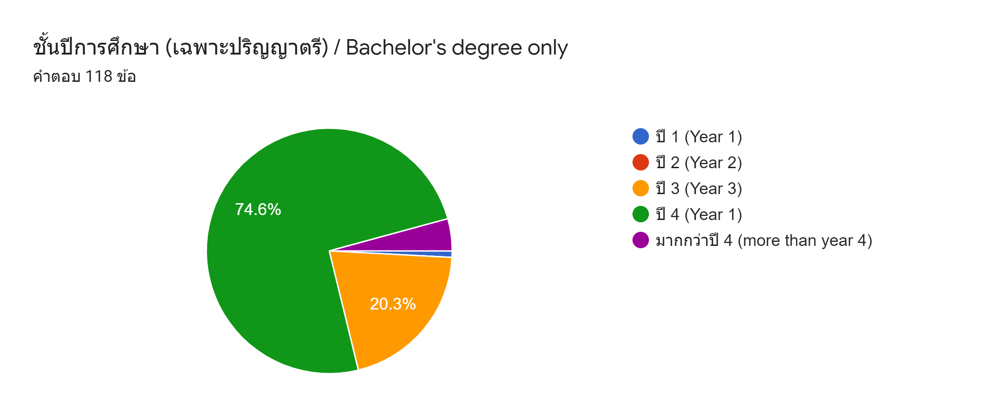 ชั้นปีการศึกษา (เฉพาะปริญญาตรี) / Bachelor's degree only
คำตอบ 118 ข้อ
ปี 1 (Year 1)
ปี 2 (Year 2)
ปี 3 (Year 3)
ปี 4 (Year 1)
มากกว่าปี 4 (more than year 4)
74.6%
20.3%